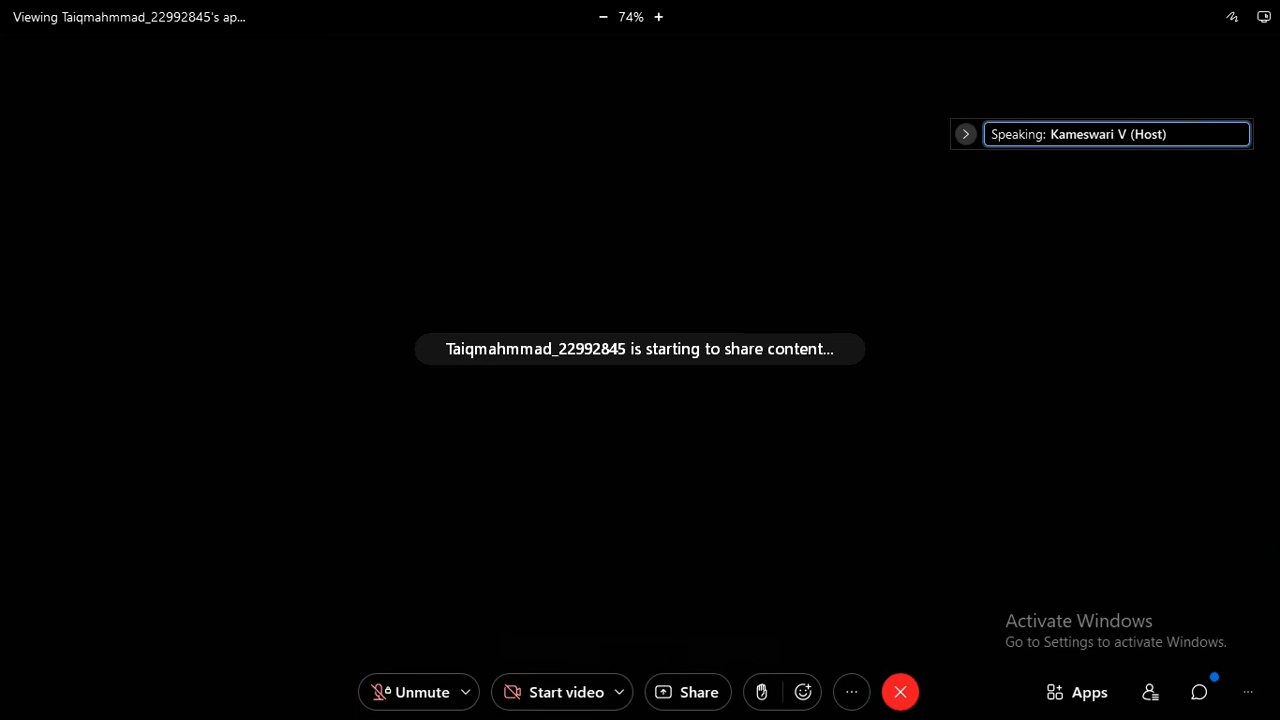 Viewing Taiqmahmmad_22992845's ap...
74%
Speaking: Kameswari V (Host)
Taiqmahmmad_22992845 is starting to share content...
Activate Windows
Go to Settings to activate Windows.
Unmute
Start video
Share
Apps